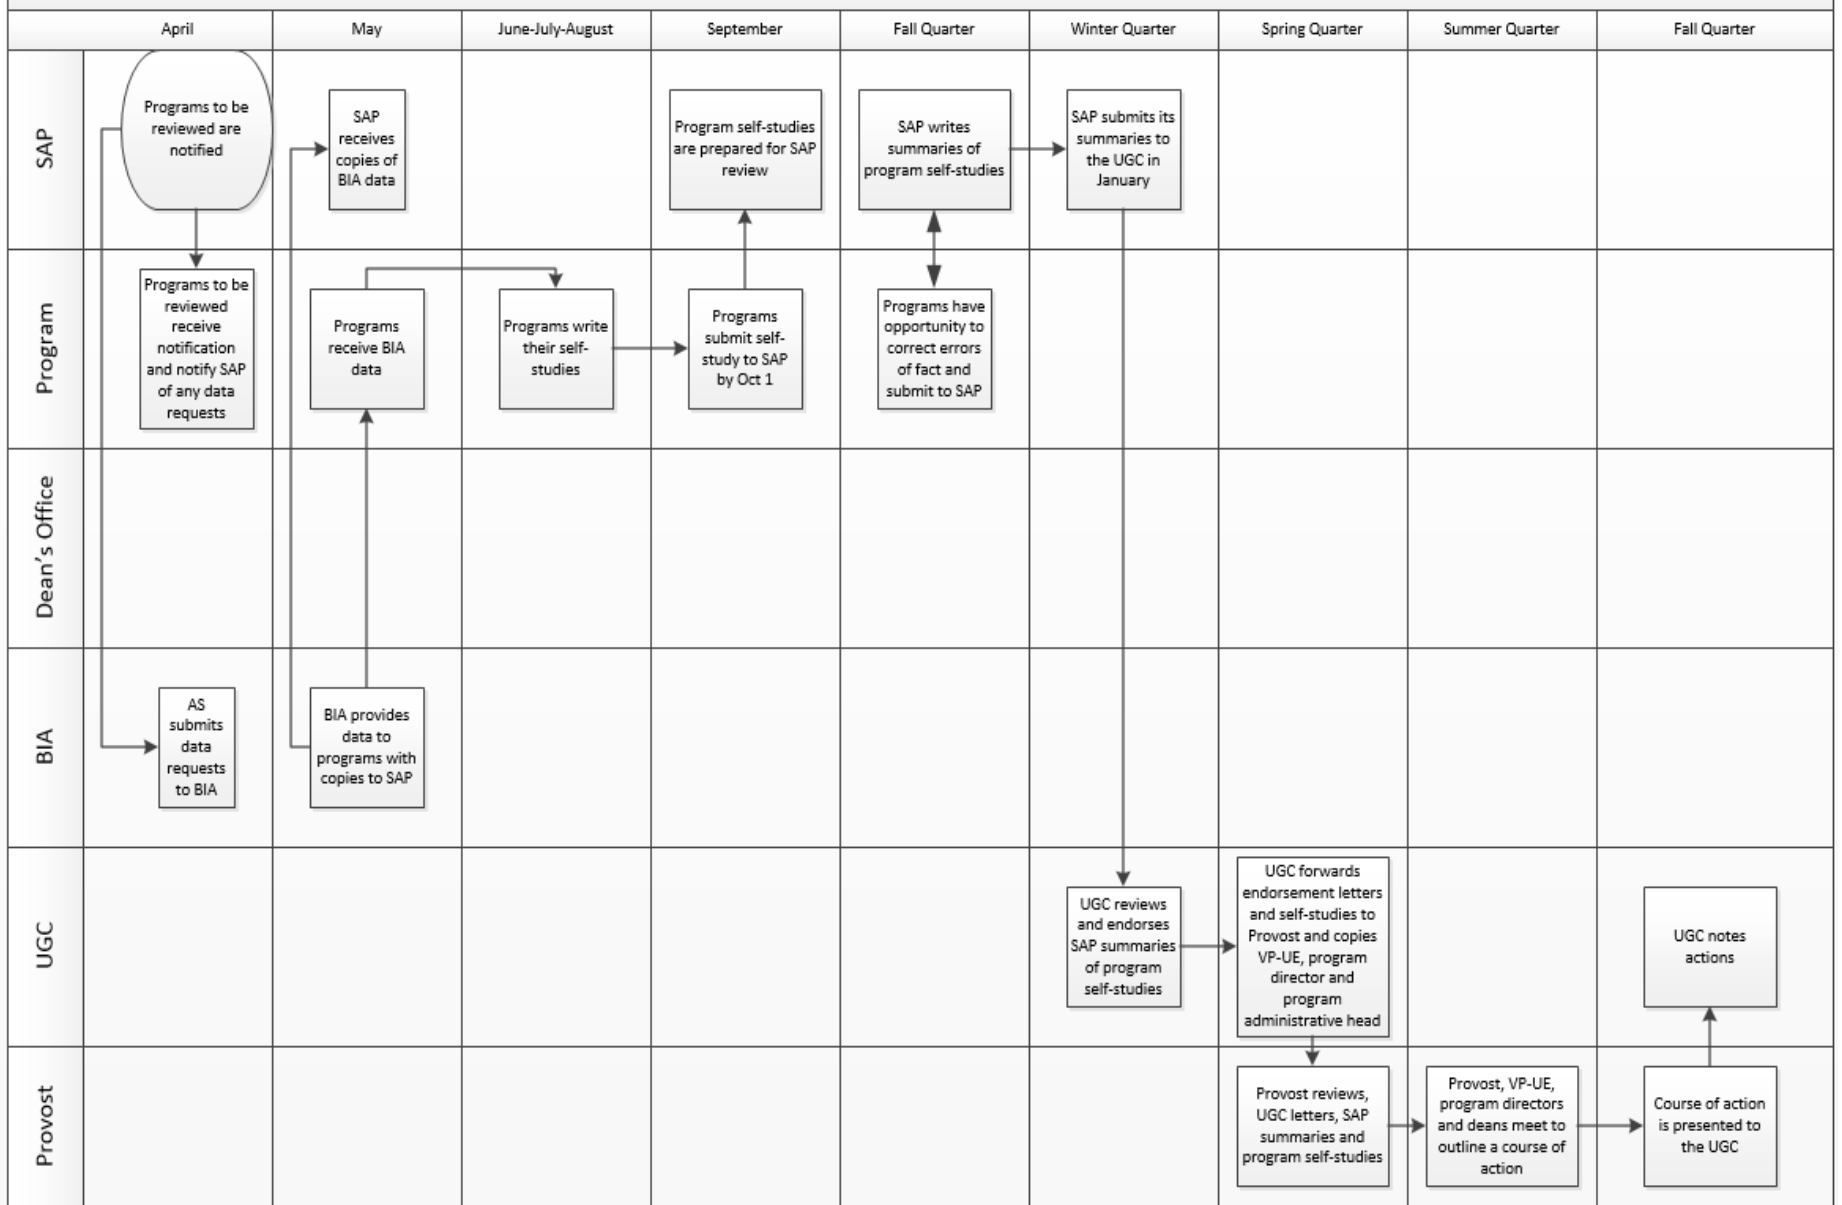 April
May
June-July-August
September
Fall Quarter
Winter Quarter
Spring Quarter
Summer Quarter
Fall Quarter
SAP
Programs to be
reviewed are
notified
SAP
receives
copies of
BIA data
Program self-studies
are prepared for SAP
review
SAP writes
summaries of
program self-studies
SAP submits its
summaries to
the UGC in
January
Program
Programs to be
reviewed
receive
notification
and notify SAP
of any data
requests
Programs
receive BIA
data
Programs write
their self-
studies
Programs
submit self-
study to SAP
by Oct 1
Programs have
opportunity to
correct errors
of fact and
submit to SAP
Dean's Office
BIA
AS
submits
data
requests
to BIA
BIA provides
data to
programs with
copies to SAP
UGC
UGC reviews
and endorses
SAP summaries
of program
self-studies
UGC forwards
endorsement letters
and self-studies to
Provost and copies
VP-UE, program
director and
program
administrative head
UGC notes
actions
Provost
Provost reviews,
UGC letters, SAP
summaries and
program self-studies
Provost, VP-UE,
program directors
and deans meet to
outline a course of
action
Course of action
is presented to
the UGC